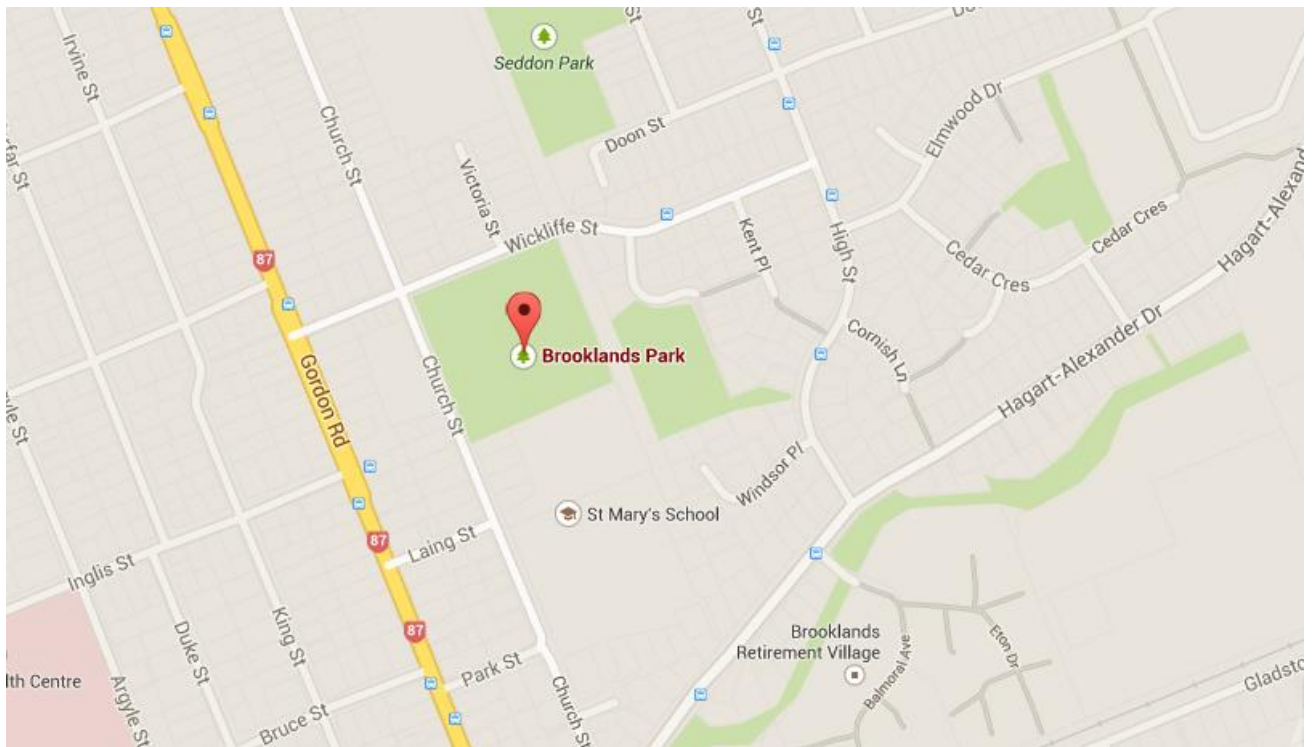 Seddon Park
Irvine St
Church St
Doon St
Elmwood Dr
Victoria St
Wickliffe St
Kent Pl
High St
Cedar Cres
Cedar Cres
87
Brooklands Park
Gordon Rd
Church St
Cornish Ln
Hagart-Alexander Dr
Windsor Pl
St Mary's School
87
Laing St
Inglis St
87
Duke St
King St
Park St
Bruce St
Argyle St
Church St
Brooklands
Retirement Village
Balmoral Ave
Eton Dr